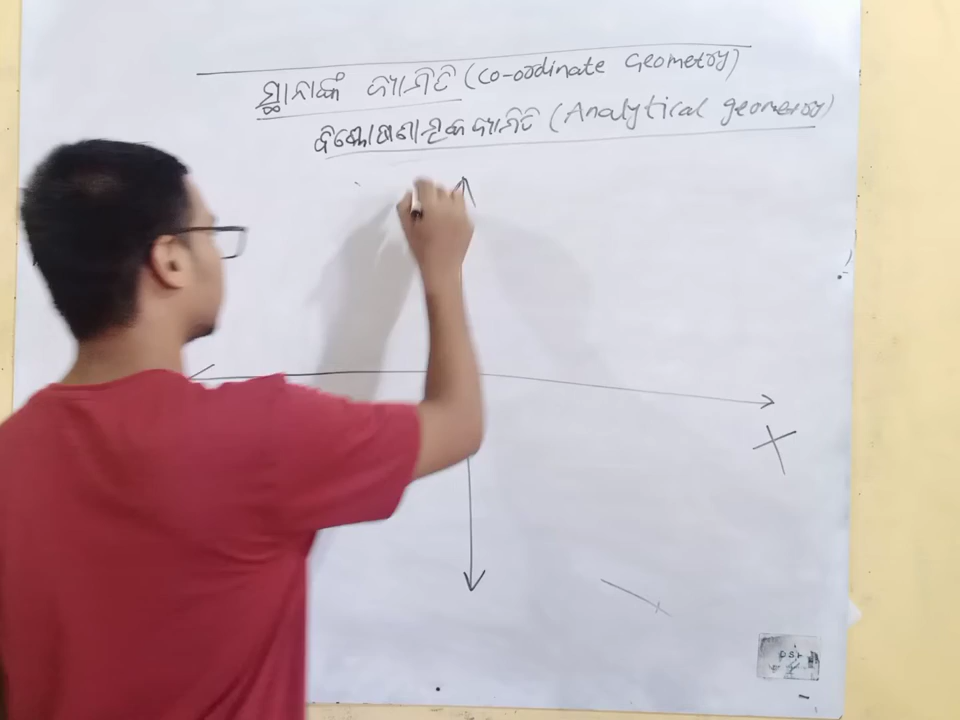 ସ୍ଥାନାଙ୍କ ଜ୍ୟାମିତି (Co-ordinate Geometry)
ବିଶ୍ଳେଷଣାତ୍ମକ ଜ୍ୟାମିତି (Analytical geometry)
X